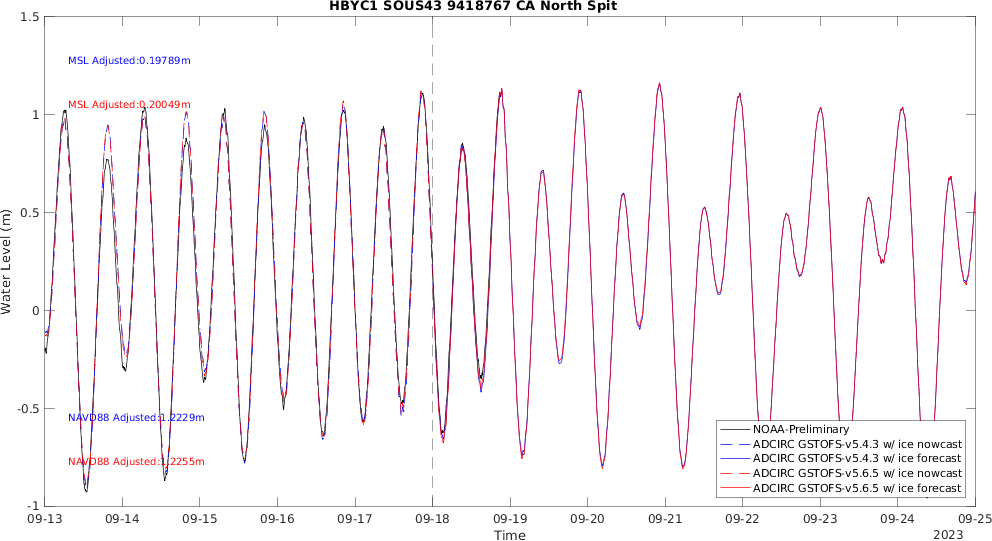 HBYC1 SOUS43 9418767 CA North Spit
1.5
MSL Adjusted:0.19789m
MSL Adjusted:0.20049m
1
0.5
Water Level (m)
0
-0.5
NAVD88 Adjusted:1.2229m
NAVD88 Adjusted:1.2255m
NOAA-Preliminary
ADCIRC GSTOFS-v5.4.3 w/ ice nowcast
ADCIRC GSTOFS-v5.4.3 w/ ice forecast
ADCIRC GSTOFS-v5.6.5 w/ ice nowcast
ADCIRC GSTOFS-v5.6.5 w/ ice forecast
-1
09-13 09-14 09-15 09-16 09-17 09-18 09-19 09-20 09-21 09-22 09-23 09-24 09-25
Time
2023